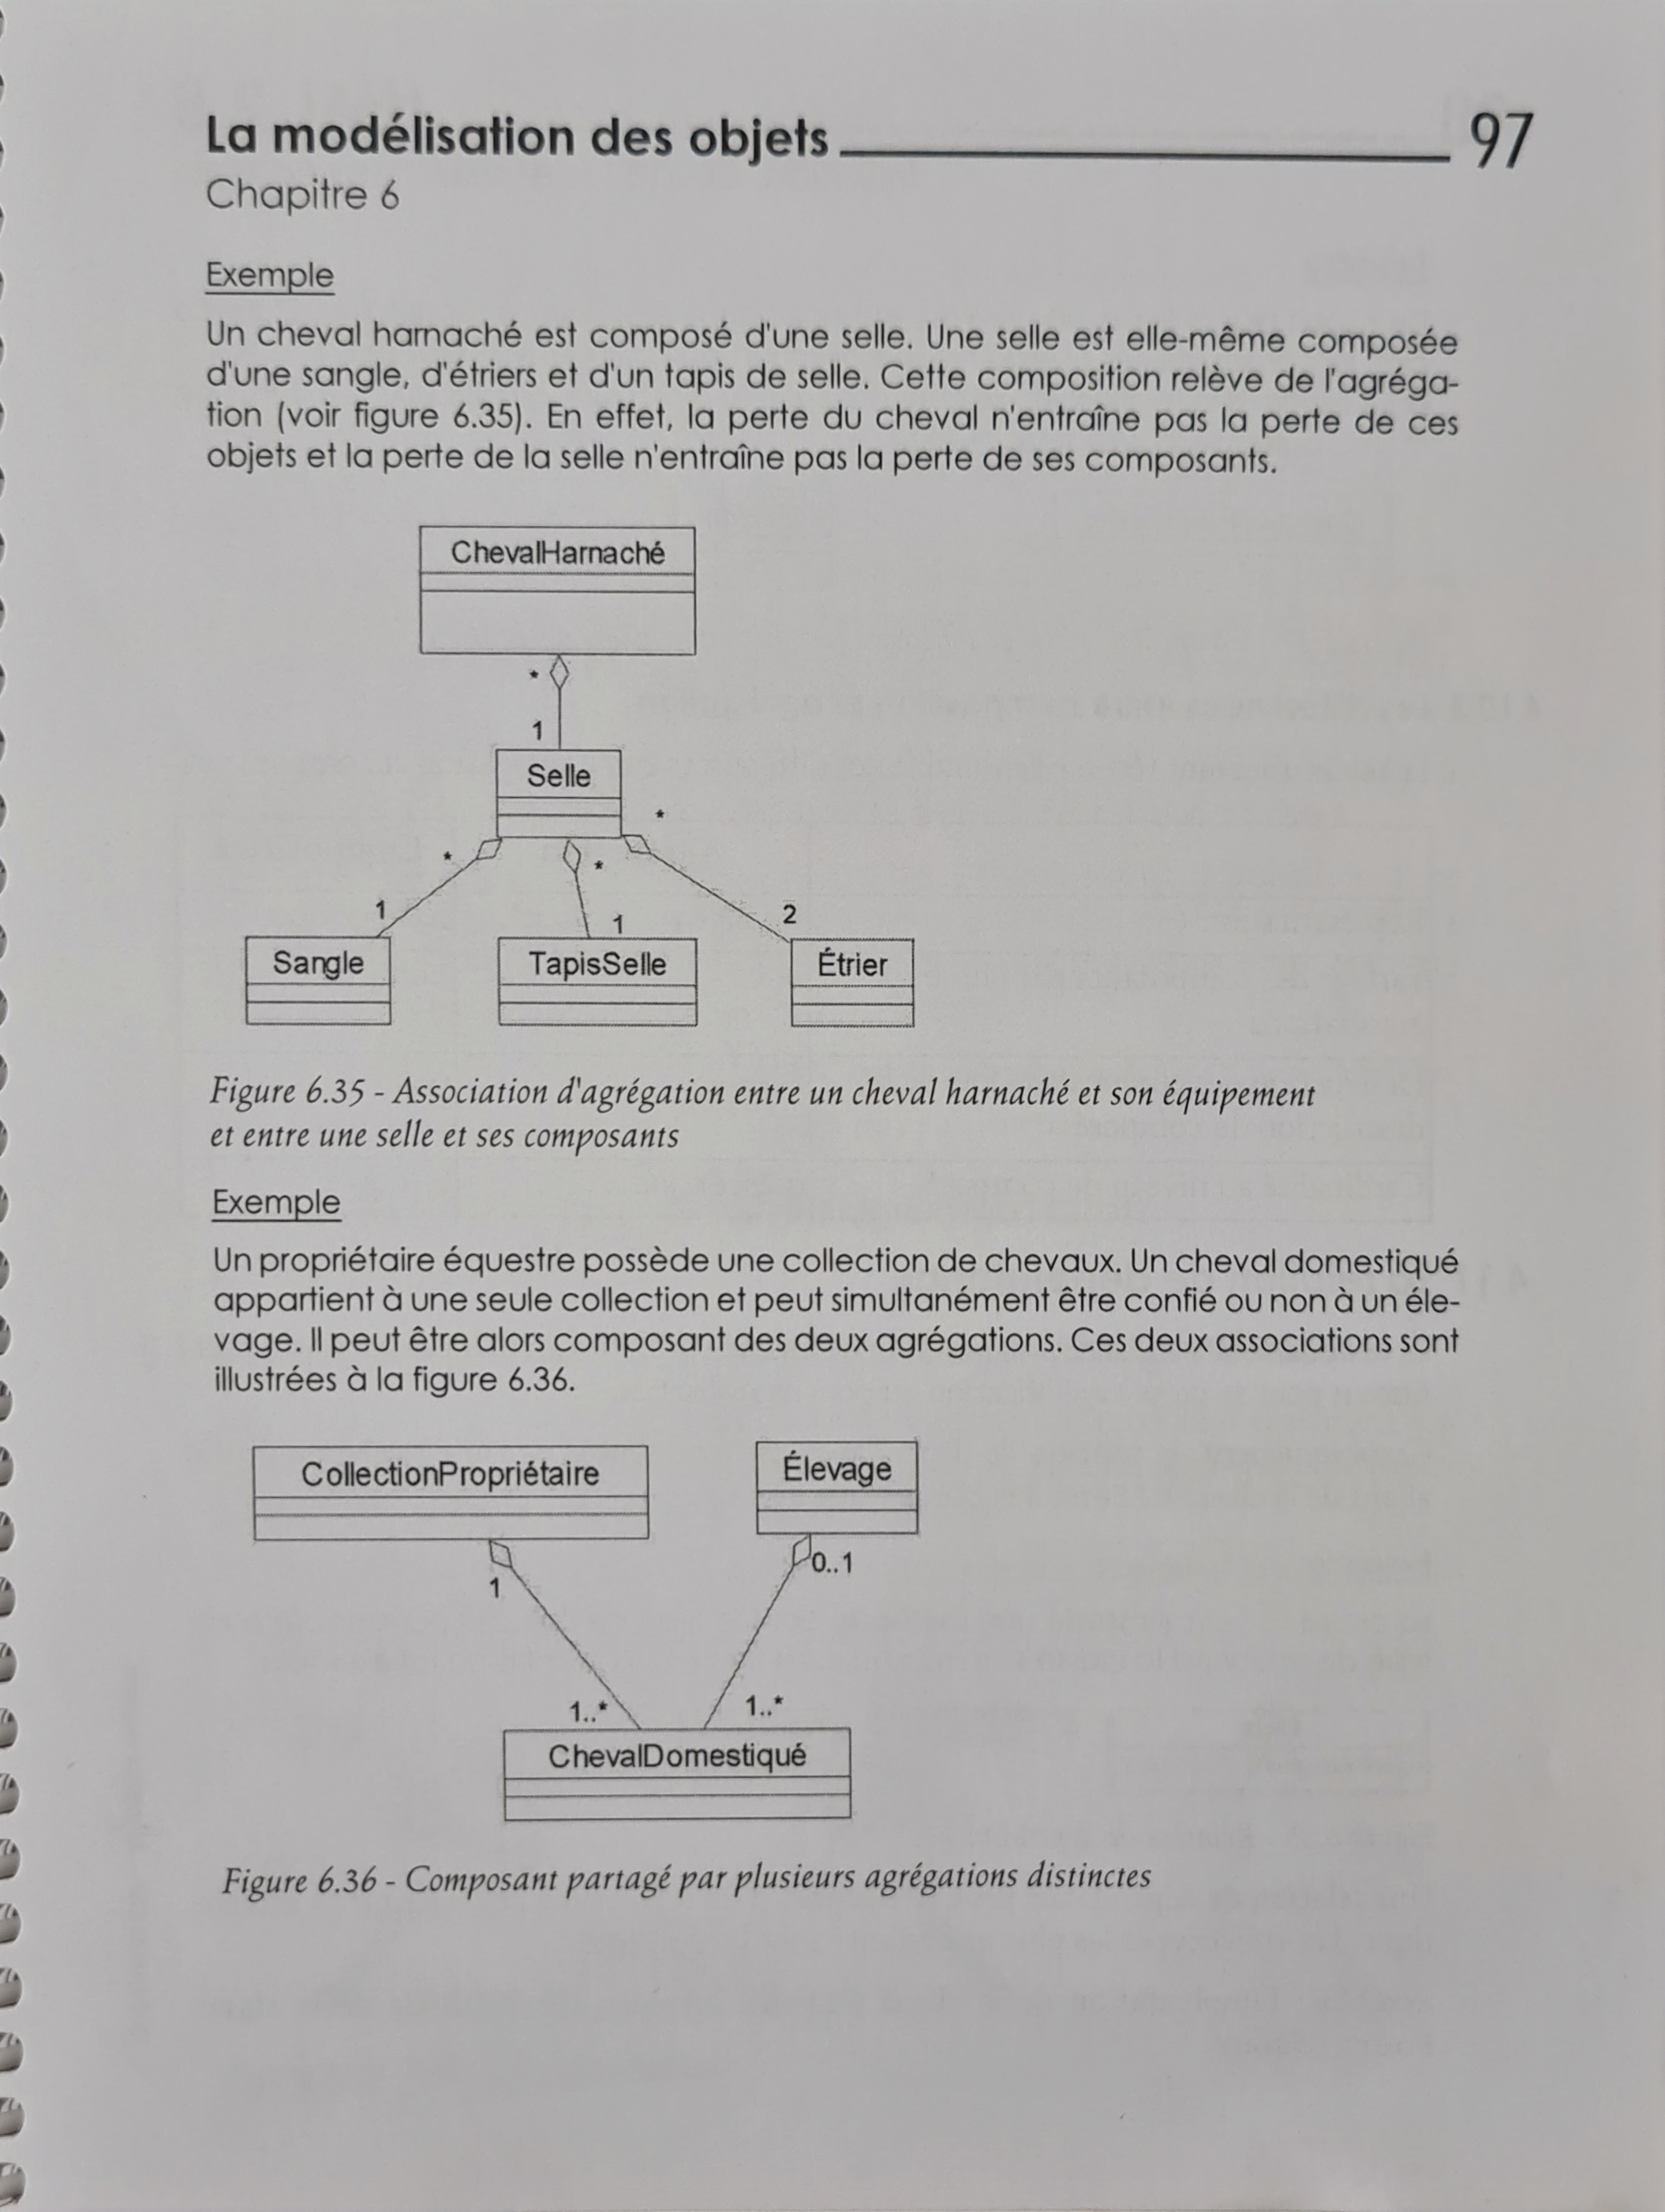 La modélisation des objets 97
Chapitre 6
Exemple
Un cheval harnaché est composé d'une selle. Une selle est elle-même composée
d'une sangle, d'étriers et d'un tapis de selle. Cette composition relève de l'agréga-
tion (voir figure 6.35). En effet, la perte du cheval n'entraîne pas la perte de ces
objets et la perte de la selle n'entraîne pas la perte de ses composants.
ChevalHarnaché
*
1
Selle
*
* *
1 1 2
Sangle TapisSelle Étrier
Figure 6.35 - Association d'agrégation entre un cheval harnaché et son équipement
et entre une selle et ses composants
Exemple
Un propriétaire équestre possède une collection de chevaux. Un cheval domestiqué
appartient à une seule collection et peut simultanément être confié ou non à un éle-
vage. Il peut être alors composant des deux agrégations. Ces deux associations sont
illustrées à la figure 6.36.
CollectionPropriétaire Élevage
1 0..1
1..* 1..*
ChevalDomestiqué
Figure 6.36 - Composant partagé par plusieurs agrégations distinctes